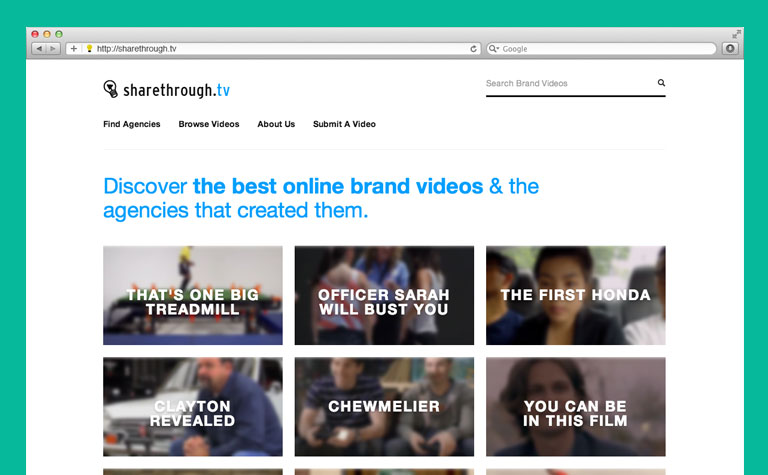 http://sharethrough.tv
Google
sharethrough.tv
Search Brand Videos
Find Agencies Browse Videos About Us Submit A Video
Discover the best online brand videos & the
agencies that created them.
THAT'S ONE BIG
TREADMILL
OFFICER SARAH
WILL BUST YOU
THE FIRST HONDA
CLAYTON
REVEALED
CHEWMELIER
YOU CAN BE
IN THIS FILM